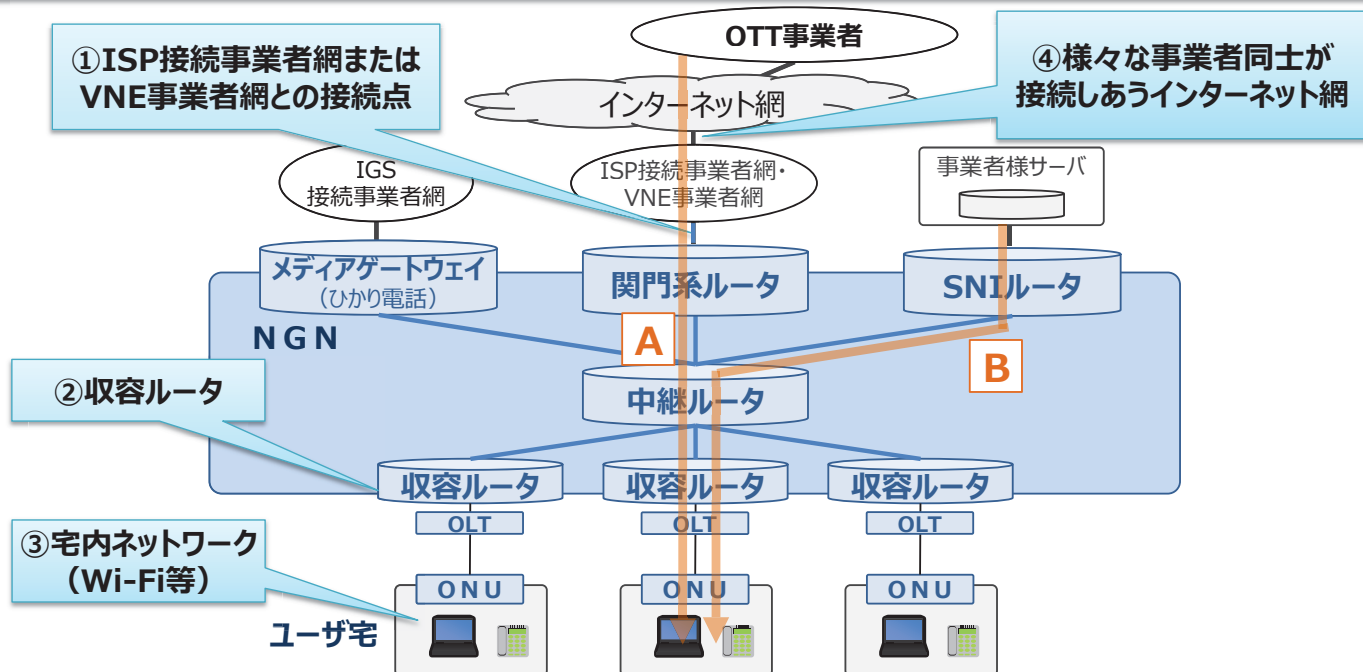 OTT事業者
①ISP接続事業者網または
VNE事業者網との接続点
④様々な事業者同士が
接続しあうインターネット網
インターネット網
IGS
接続事業者網
ISP接続事業者網・
VNE事業者網
事業者様サーバ
メディアゲートウェイ
（ひかり電話）
関門系ルータ
SNIルータ
NGN
A
B
②収容ルータ
中継ルータ
収容ルータ
収容ルータ
収容ルータ
OLT
OLT
OLT
③宅内ネットワーク
（Wi-Fi等）
ONU
ONU
ONU
ユーザ宅